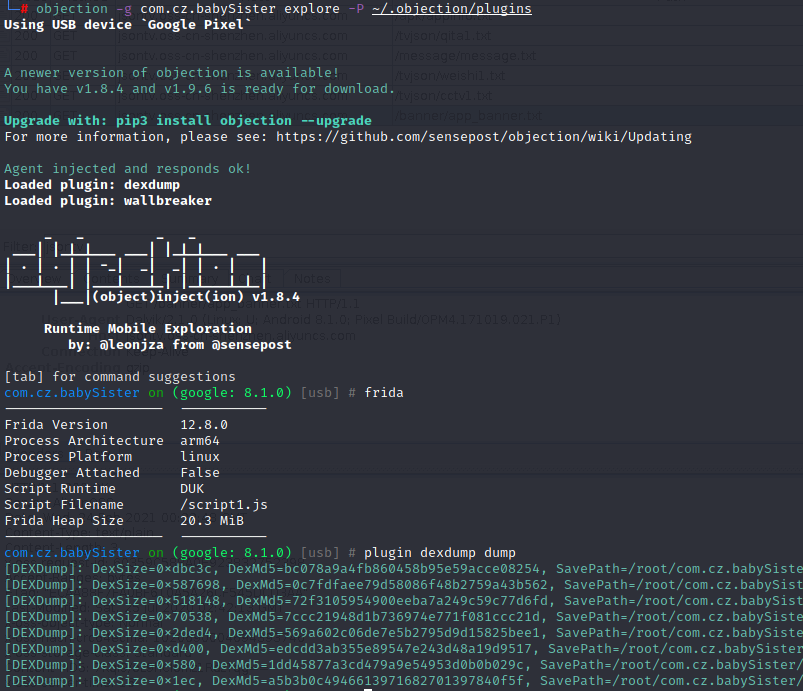 └─# objection -g com.cz.babySister explore -P ~/.objection/plugins
Using USB device `Google Pixel`
A newer version of objection is available!
You have v1.8.4 and v1.9.6 is ready for download.
Upgrade with: pip3 install objection --upgrade
For more information, please see: https://github.com/sensepost/objection/wiki/Updating
Agent injected and responds ok!
Loaded plugin: dexdump
Loaded plugin: wallbreaker
|___|(object)inject(ion) v1.8.4
Runtime Mobile Exploration
by: @leonjza from @sensepost
[tab] for command suggestions
com.cz.babySister on (google: 8.1.0) [usb] # frida
Frida Version 12.8.0
Process Architecture arm64
Process Platform linux
Debugger Attached False
Script Runtime DUK
Script Filename /script1.js
Frida Heap Size 20.3 MiB
com.cz.babySister on (google: 8.1.0) [usb] # plugin dexdump dump
[DEXDump]: DexSize=0×dbc3c, DexMd5=bc078a9a4fb860458b95e59acce08254, SavePath=/root/com.cz.babySiste
[DEXDump]: DexSize=0×587698, DexMd5=0c7fdfaee79d58086f48b2759a43b562, SavePath=/root/com.cz.babySist
[DEXDump]: DexSize=0×518148, DexMd5=72f3105954900eeba7a249c59c77d6fd, SavePath=/root/com.cz.babySist
[DEXDump]: DexSize=0×70538, DexMd5=7ccc21948d1b736974e771f081ccc21d, SavePath=/root/com.cz.babySiste
[DEXDump]: DexSize=0×2ded4, DexMd5=569a602c06de7e5b2795d9d15825bee1, SavePath=/root/com.cz.babySiste
[DEXDump]: DexSize=0×d400, DexMd5=edcdd3ab355e89547e243d48a19d9517, SavePath=/root/com.cz.babySister
[DEXDump]: DexSize=0×580, DexMd5=1dd45877a3cd479a9e54953d0b0b029c, SavePath=/root/com.cz.babySister/
[DEXDump]: DexSize=0×1ec, DexMd5=a5b3b0c4946613971682701397840f5f, SavePath=/root/com.cz.babySister/